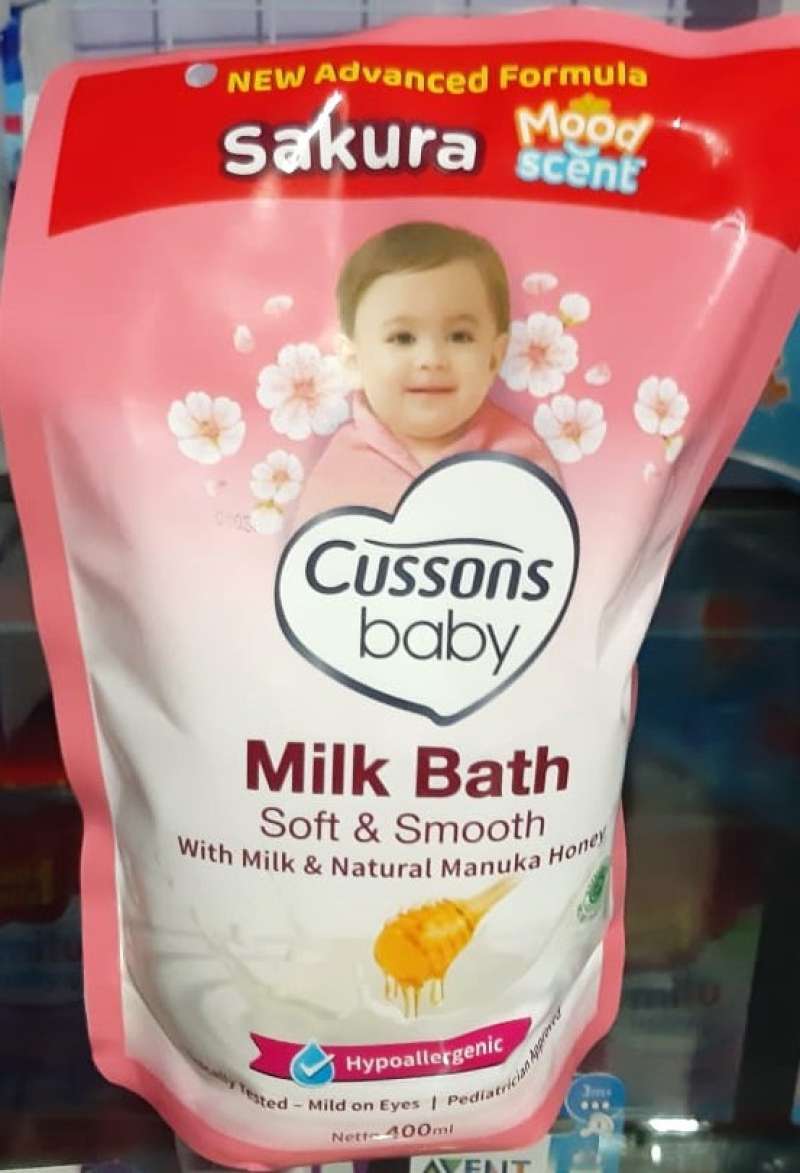 NEW Advanced Formula
Sakura
Mood
scent
Cussons
baby
Milk Bath
Soft & Smooth
With Milk & Natural Manuka Honey
Hypoallergenic
Tested – Mild on Eyes | Pediatrician Approved
Netto 400ml
3m+
AVENT